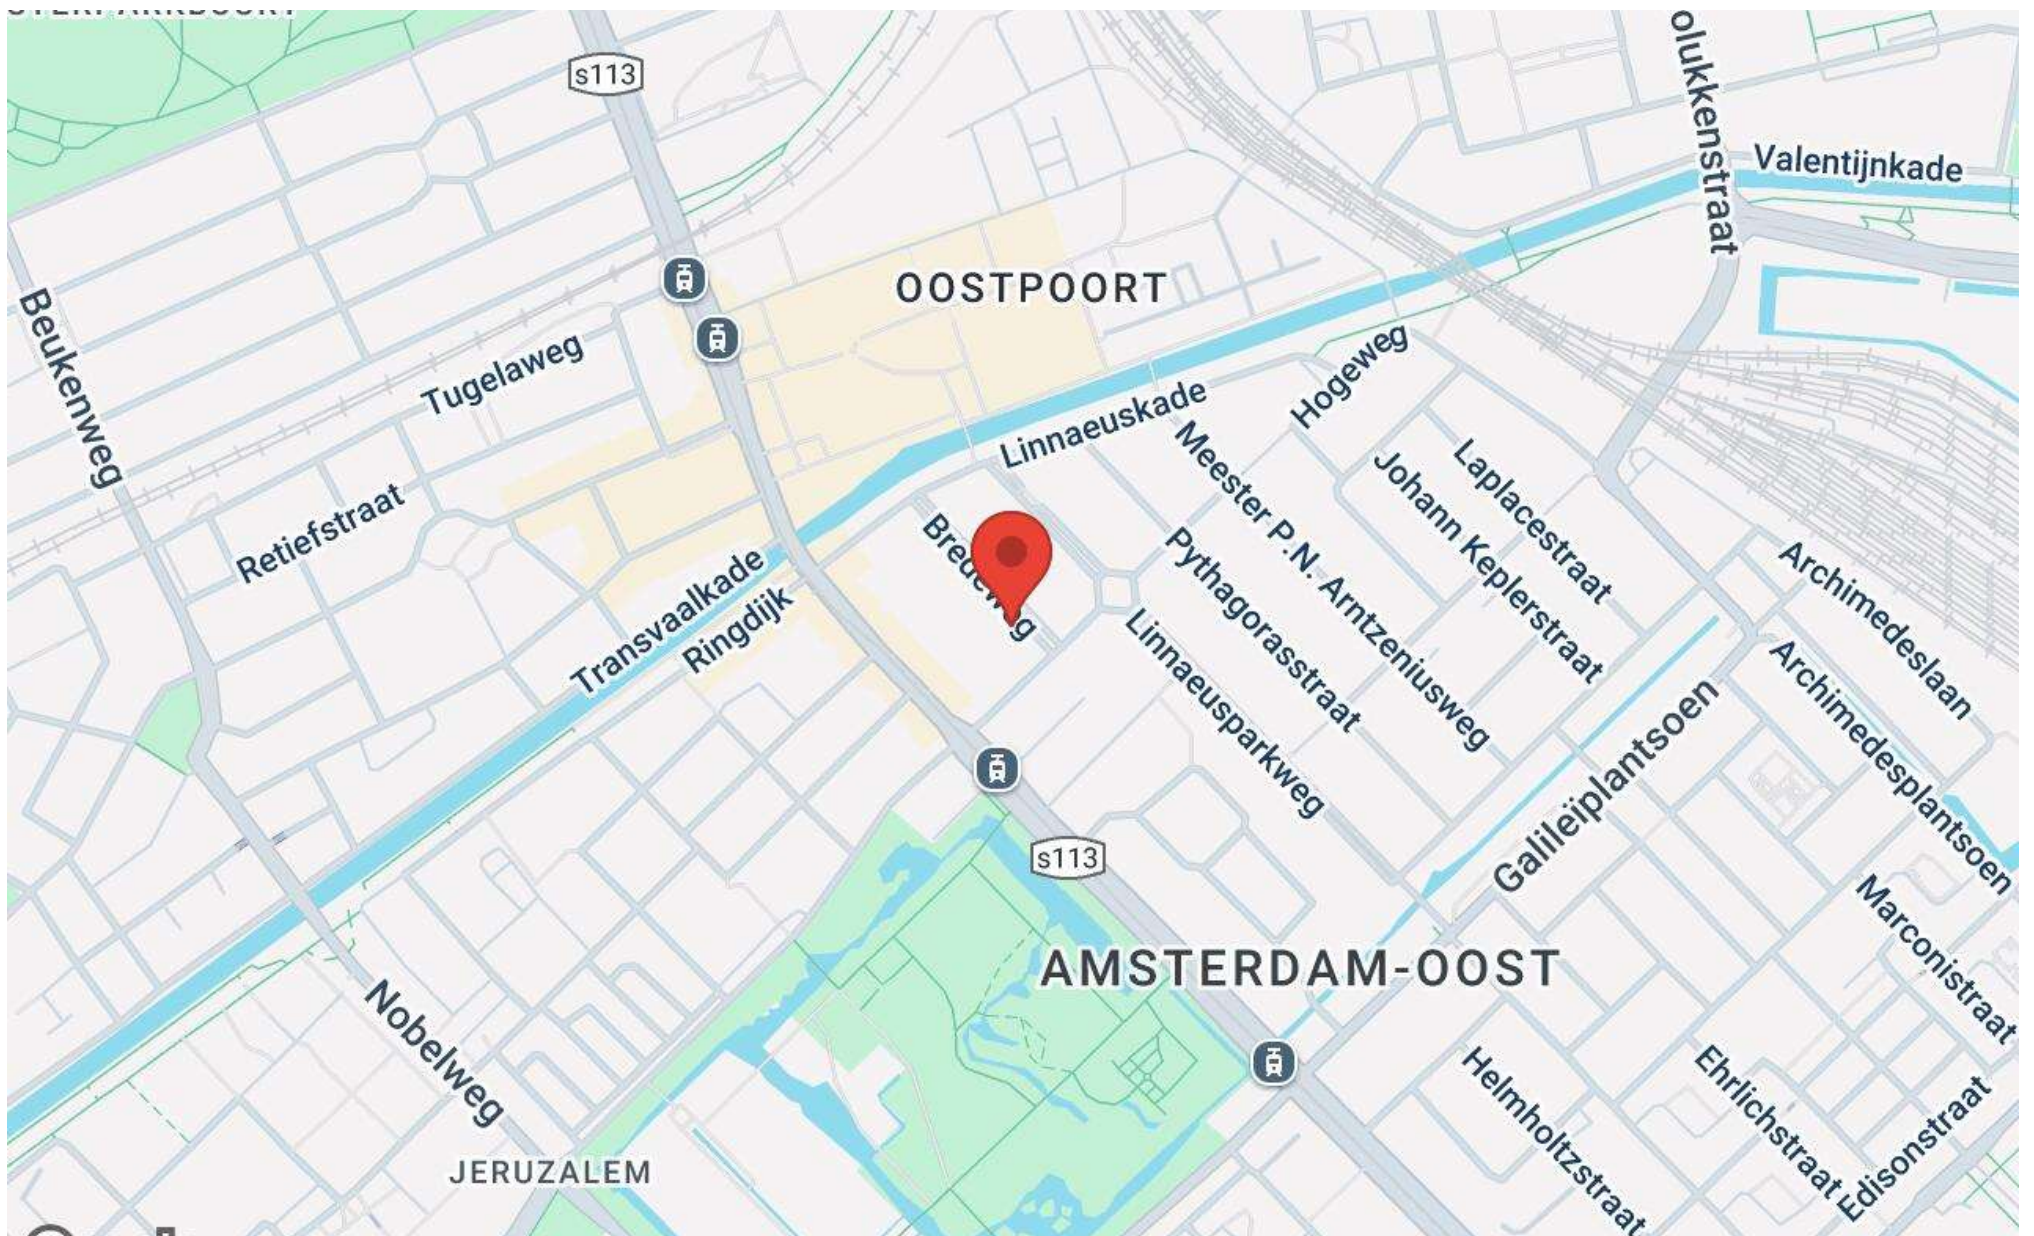 s113
olukkenstraat
Valentijnkade
OOSTPOORT
Beukenweg
Tugelaweg
Hogeweg
Linnaeuskade
Retiefstraat
Meester P.N. Arntzeniusweg
Johann Keplerstraat
Laplacestraat
Transvaalkade
Ringdijk
Pythagorasstraat
Linnaeusparkweg
Archimedeslaan
Archimedesplantsoen
Galileïplantsoen
s113
Marconistraat
AMSTERDAM-OOST
Nobelweg
Helmholtzstraat
Ehrlichstraat
Edisonstraat
JERUZALEM